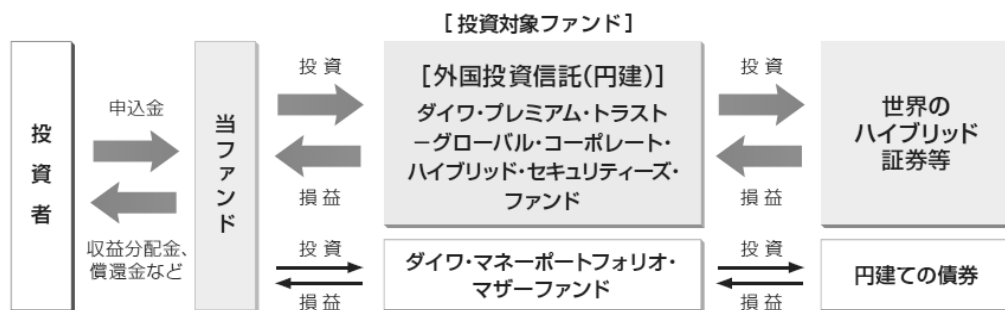 [投資対象ファンド]
投資者
申込金
収益分配金、
償還金など
当ファンド
投資
損益
[外国投資信託(円建)]
ダイワ・プレミアム・トラスト
－グローバル・コーポレート・
ハイブリッド・セキュリティーズ・
ファンド
投資
損益
世界の
ハイブリッド
証券等
投資
損益
ダイワ・マネーポートフォリオ・
マザーファンド
投資
損益
円建ての債券